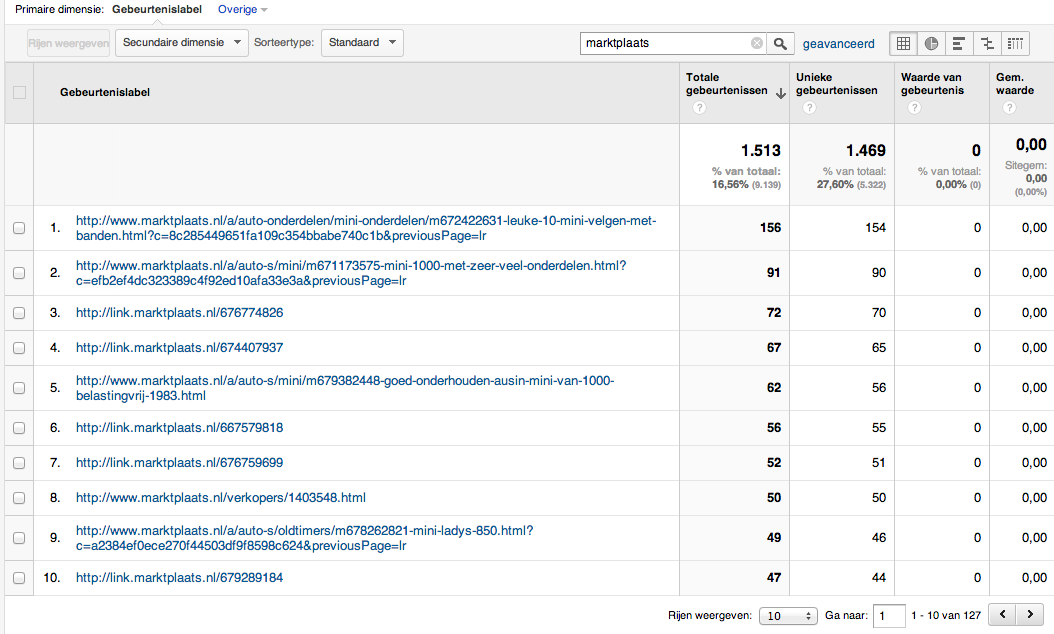 Primaire dimensie: Gebeurtenislabel Overige
Rijen weergeven Secundaire dimensie Sorteertype: Standaard marktplaats geavanceerd
Gebeurtenislabel Totale gebeurtenissen Unieke gebeurtenissen Waarde van gebeurtenis Gem. waarde
? ? ? ?
1.513 1.469 0 0,00
% van totaal: 16,56% (9.139) % van totaal: 27,60% (5.322) % van totaal: 0,00% (0) Sitegem: 0,00 (0,00%)
1. http://www.marktplaats.nl/a/auto-onderdelen/mini-onderdelen/m672422631-leuke-10-mini-velgen-met-
banden.html?c=8c285449651fa109c354bbabe740c1b&previousPage=lr 156 154 0 0,00
2. http://www.marktplaats.nl/a/auto-s/mini/m671173575-mini-1000-met-zeer-veel-onderdelen.html?
c=efb2ef4dc323389c4f92ed10afa33e3a&previousPage=lr 91 90 0 0,00
3. http://link.marktplaats.nl/676774826 72 70 0 0,00
4. http://link.marktplaats.nl/674407937 67 65 0 0,00
5. http://www.marktplaats.nl/a/auto-s/mini/m679382448-goed-onderhouden-ausin-mini-van-1000-
belastingvrij-1983.html 62 56 0 0,00
6. http://link.marktplaats.nl/667579818 56 55 0 0,00
7. http://link.marktplaats.nl/676759699 52 51 0 0,00
8. http://www.marktplaats.nl/verkopers/1403548.html 50 50 0 0,00
9. http://www.marktplaats.nl/a/auto-s/oldtimers/m678262821-mini-ladys-850.html?
c=a2384ef0ece270f44503df9f8598c624&previousPage=lr 49 46 0 0,00
10. http://link.marktplaats.nl/679289184 47 44 0 0,00
Rijen weergeven: 10 Ga naar: 1 1 - 10 van 127